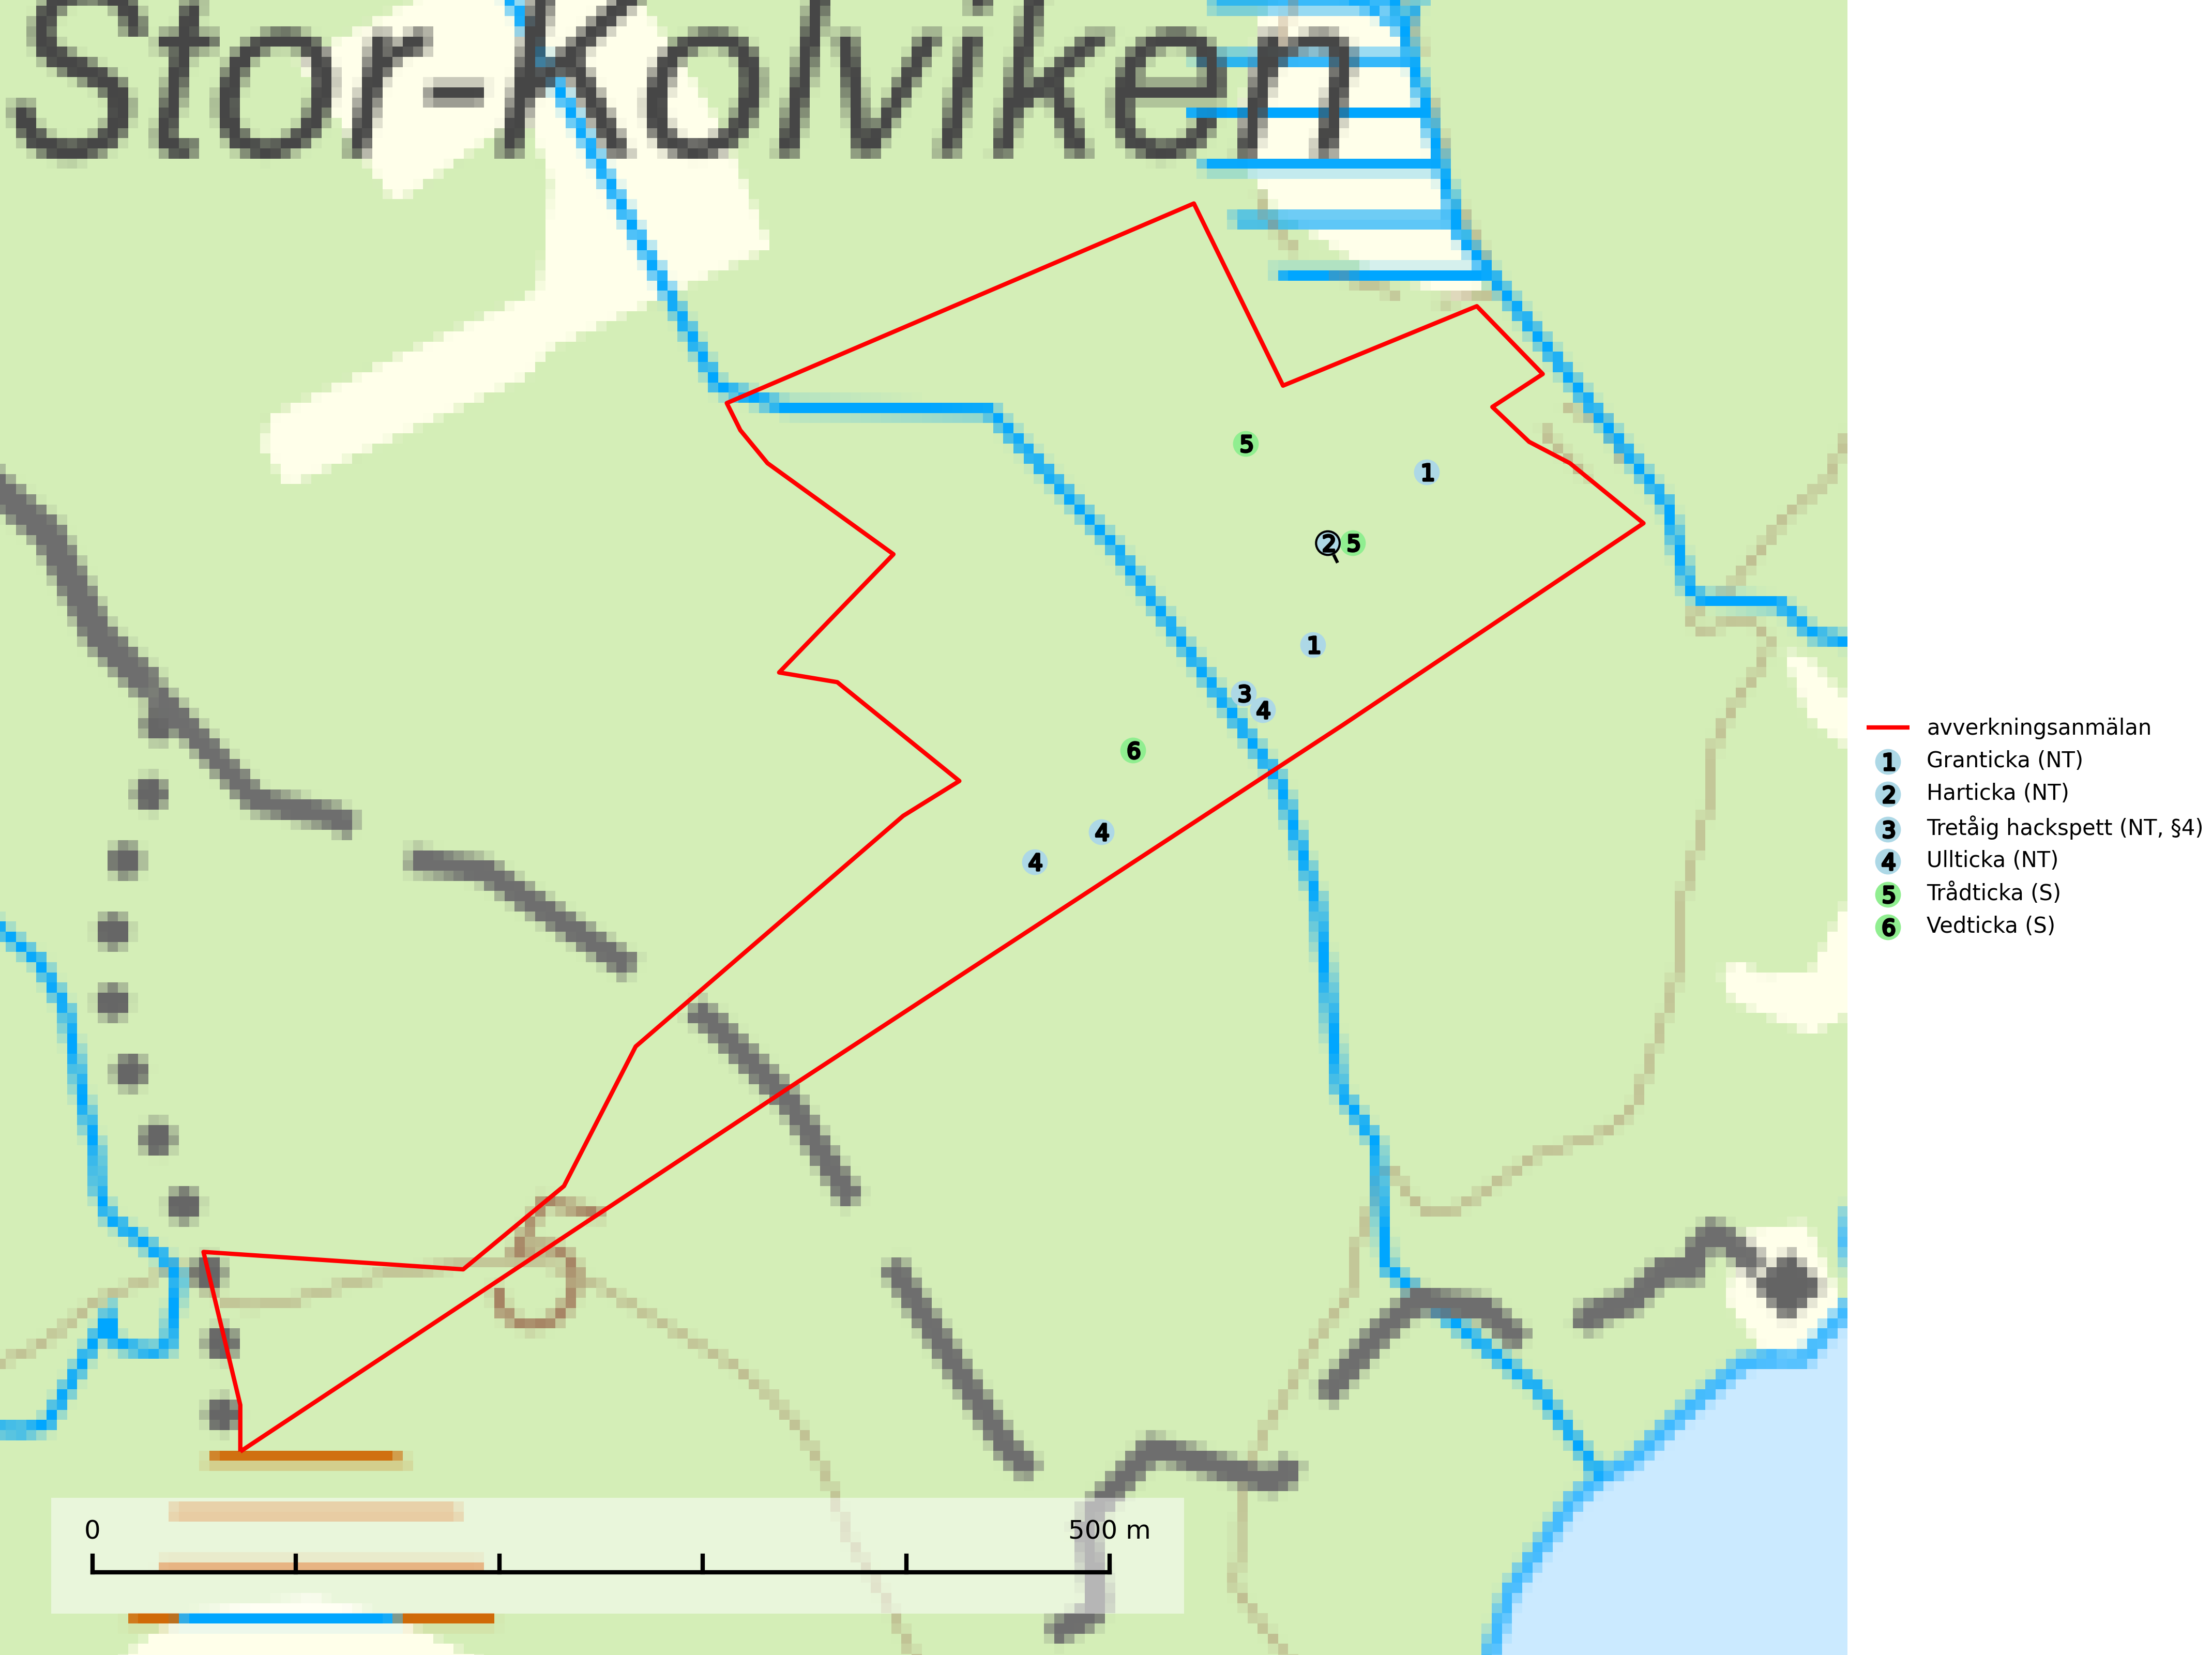 Stor-Kolviken
5
1
2 5
1
3
4
6
4
4
avverkningsanmälan
1 Granticka (NT)
2 Harticka (NT)
3 Tretåig hackspett (NT, §4)
4 Ullticka (NT)
5 Trådticka (S)
6 Vedticka (S)
0 500 m